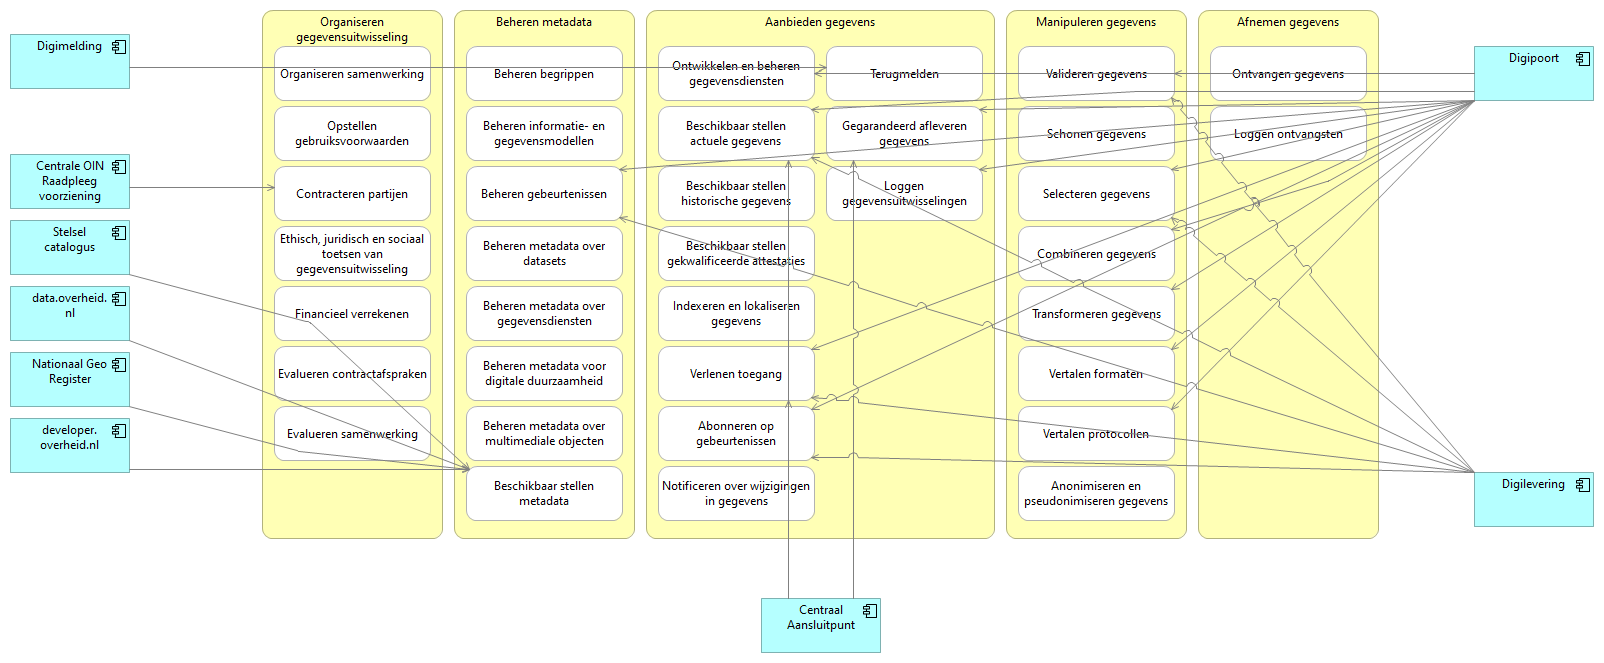 Digimelding
Centrale OIN
Raadpleeg
voorziening
Stelsel
catalogus
data.overheid.
nl
Nationaal Geo
Register
developer.
overheid.nl
Organiseren
gegevensuitwisseling
Organiseren samenwerking
Opstellen
gebruiksvoorwaarden
Contracteren partijen
Ethisch, juridisch en sociaal
toetsen van
gegevensuitwisseling
Financieel verrekenen
Evalueren contractafspraken
Evalueren samenwerking
Beheren metadata
Beheren begrippen
Beheren informatie- en
gegevensmodellen
Beheren gebeurtenissen
Beheren metadata over
datasets
Beheren metadata over
gegevensdiensten
Beheren metadata voor
digitale duurzaamheid
Beheren metadata over
multimediale objecten
Beschikbaar stellen
metadata
Aanbieden gegevens
Ontwikkelen en beheren
gegevensdiensten
Beschikbaar stellen
actuele gegevens
Beschikbaar stellen
historische gegevens
Beschikbaar stellen
gekwalificeerde attestaties
Indexeren en lokaliseren
gegevens
Verlenen toegang
Abonneren op
gebeurtenissen
Notificeren over wijzigingen
in gegevens
Terugmelden
Gegarandeerd afleveren
gegevens
Loggen
gegevensuitwisselingen
Manipuleren gegevens
Valideren gegevens
Schonen gegevens
Selecteren gegevens
Combineren gegevens
Transformeren gegevens
Vertalen formaten
Vertalen protocollen
Anonimiseren en
pseudonimiseren gegevens
Afnemen gegevens
Ontvangen gegevens
Loggen ontvangsten
Digipoort
Digilevering
Centraal
Aansluitpunt